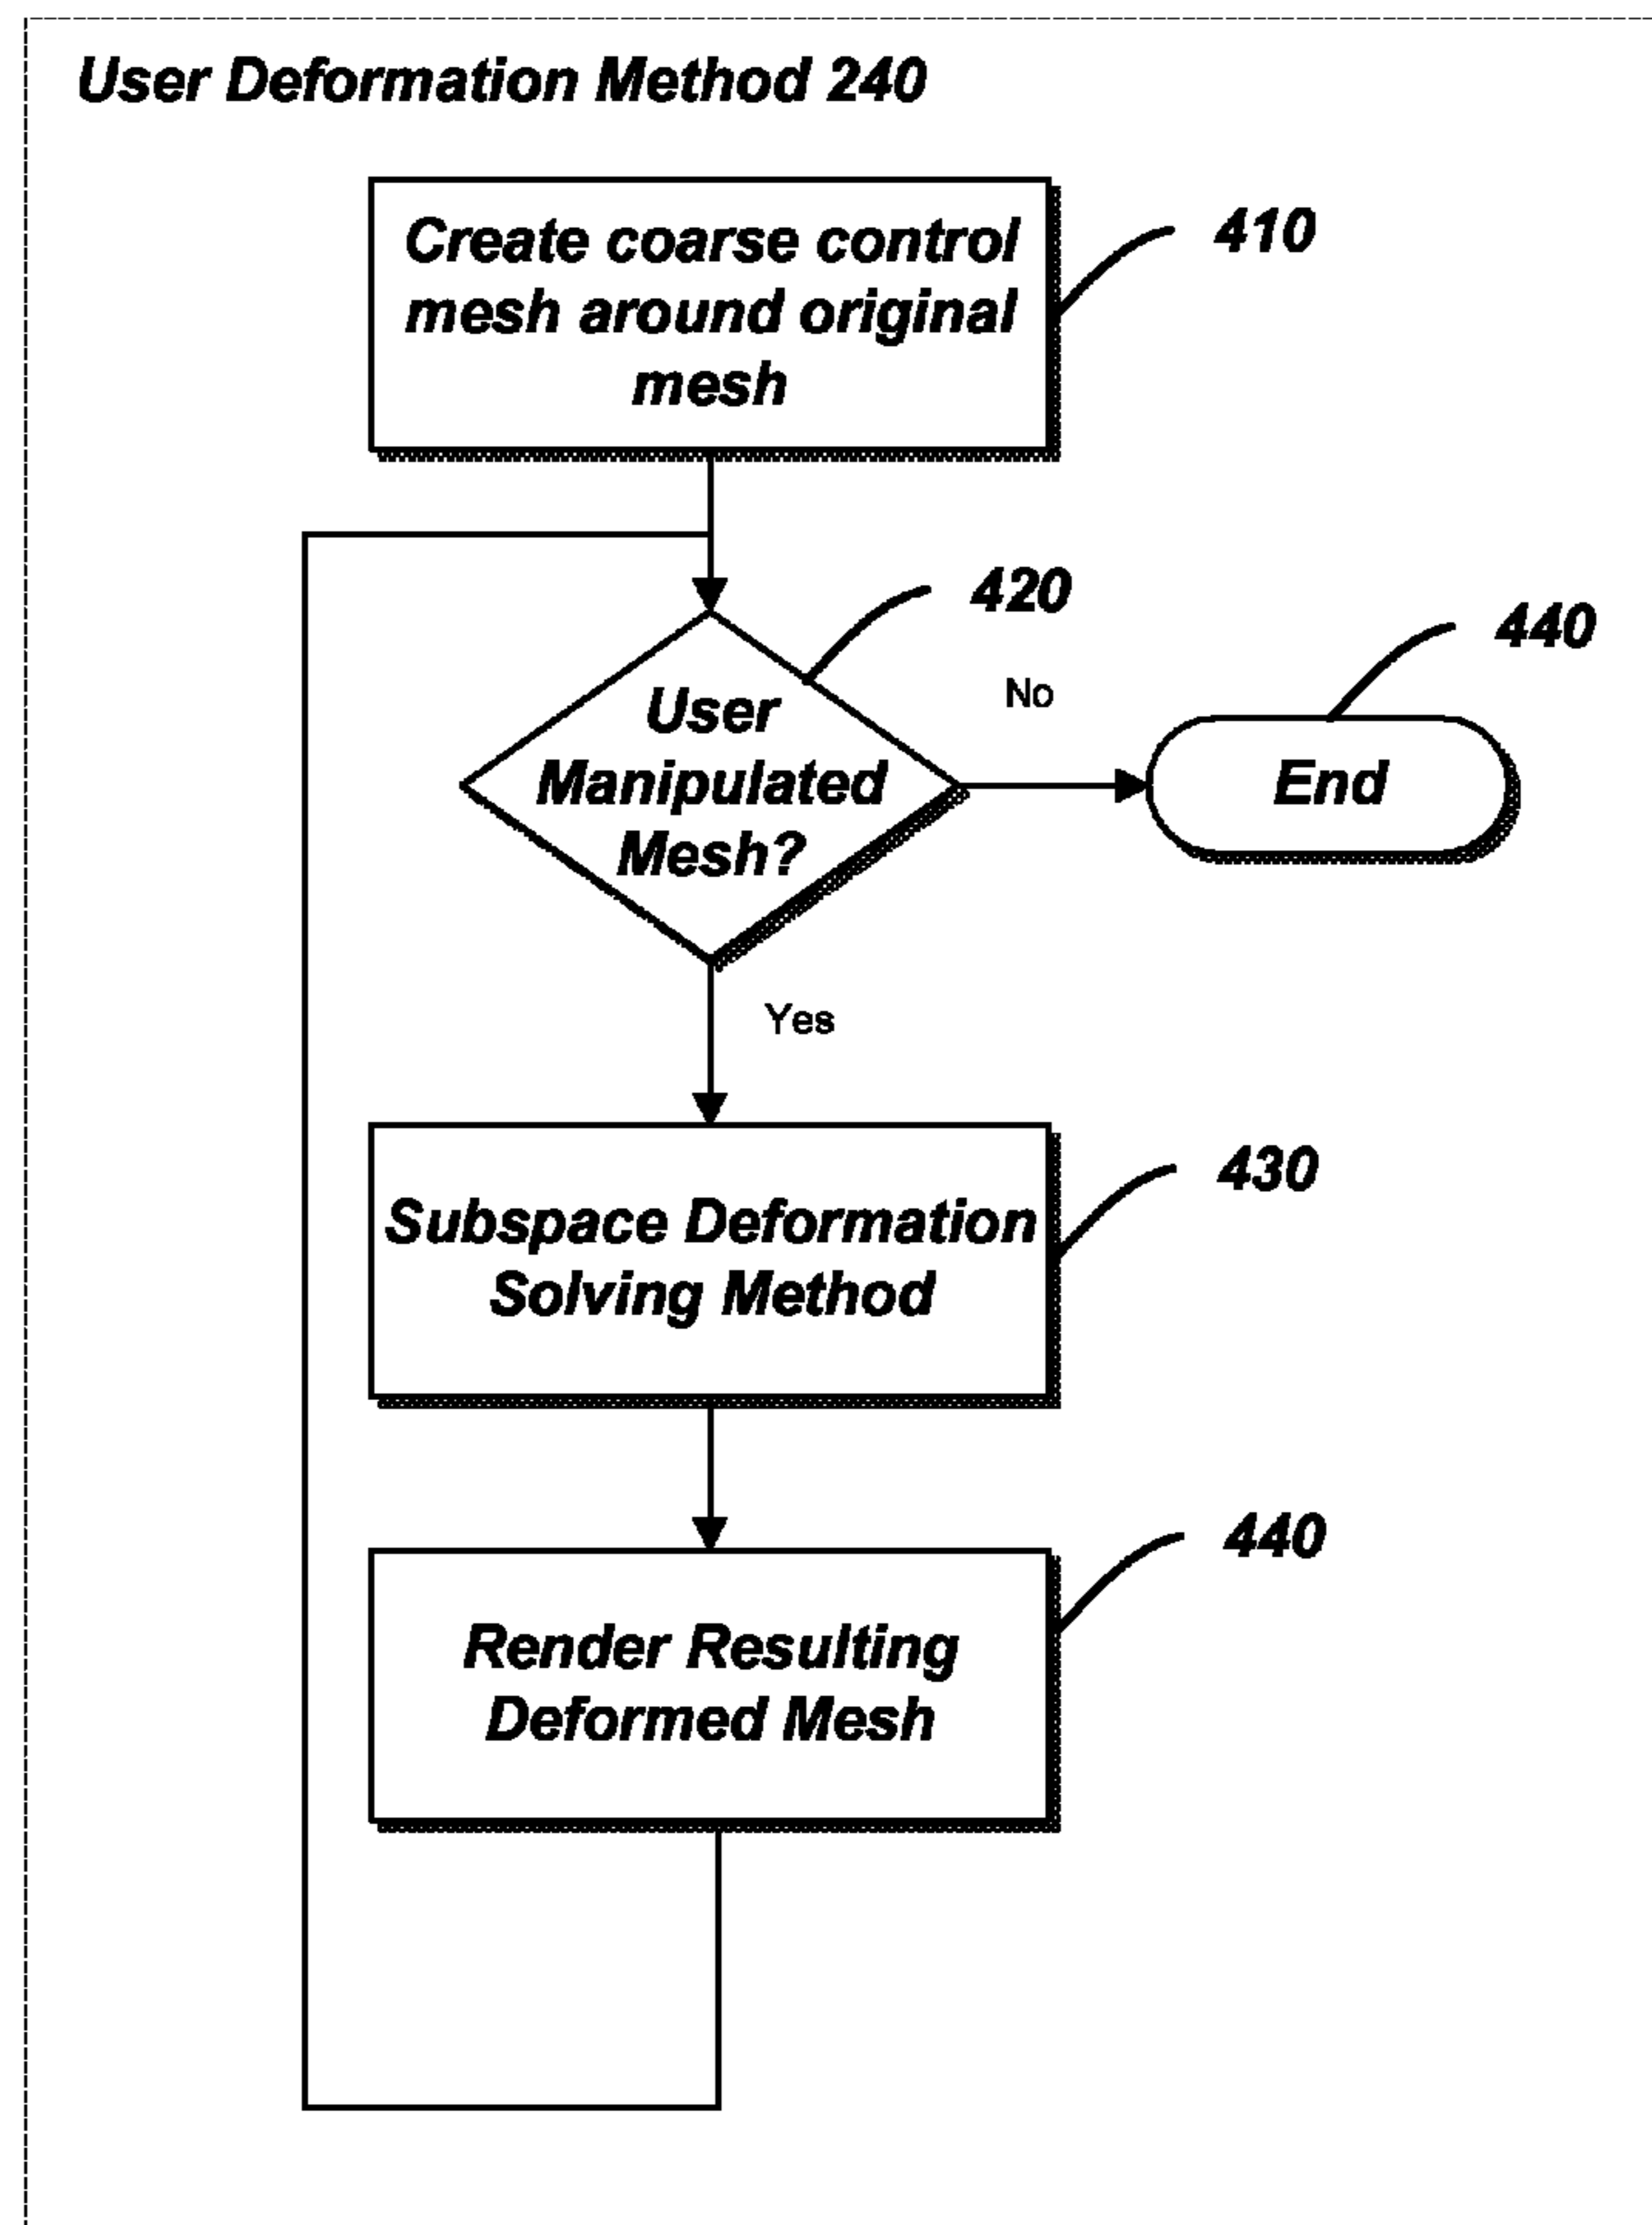 User Deformation Method 240
Create coarse control
mesh around original
mesh
410
420
440
User
Manipulated
Mesh?
No
End
Yes
430
Subspace Deformation
Solving Method
440
Render Resulting
Deformed Mesh